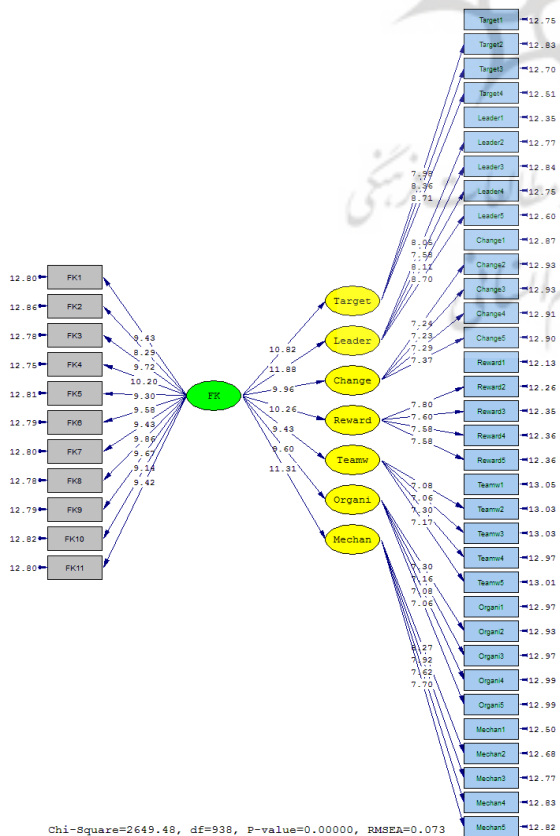 Target1 12.75
Target2 12.83
Target3 12.70
Target4 12.51
Leader1 12.35
Leader2 12.77
Leader3 12.84
Leader4 12.75
Leader5 12.60
Change1 12.87
Change2 12.93
Change3 12.93
Change4 12.91
Change5 12.90
Reward1 12.13
Reward2 12.26
Reward3 12.35
Reward4 12.36
Reward5 12.36
Teamw1 13.05
Teamw2 13.03
Teamw3 13.03
Teamw4 12.97
Teamw5 13.01
Organi1 12.97
Organi2 12.93
Organi3 12.97
Organi4 12.99
Organi5 12.99
Mechan1 12.50
Mechan2 12.68
Mechan3 12.77
Mechan4 12.83
Mechan5 12.82
7.98
8.36
8.71
8.05
7.58
8.11
8.70
7.24
7.23
7.29
7.37
7.80
7.60
7.58
7.58
7.08
7.06
7.30
7.17
7.30
7.16
7.08
7.06
8.27
7.92
7.62
7.70
Target
Leader
Change
Reward
Teamw
Organi
Mechan
10.82
11.88
9.96
10.26
9.43
9.60
11.31
FK
9.43
8.29
9.72
10.20
9.30
9.58
9.43
9.86
9.67
9.14
9.42
12.80 FK1
12.86 FK2
12.78 FK3
12.75 FK4
12.81 FK5
12.79 FK6
12.80 FK7
12.78 FK8
12.79 FK9
12.82 FK10
12.80 FK11
Chi-Square=2649.48, df=938, P-value=0.00000, RMSEA=0.073